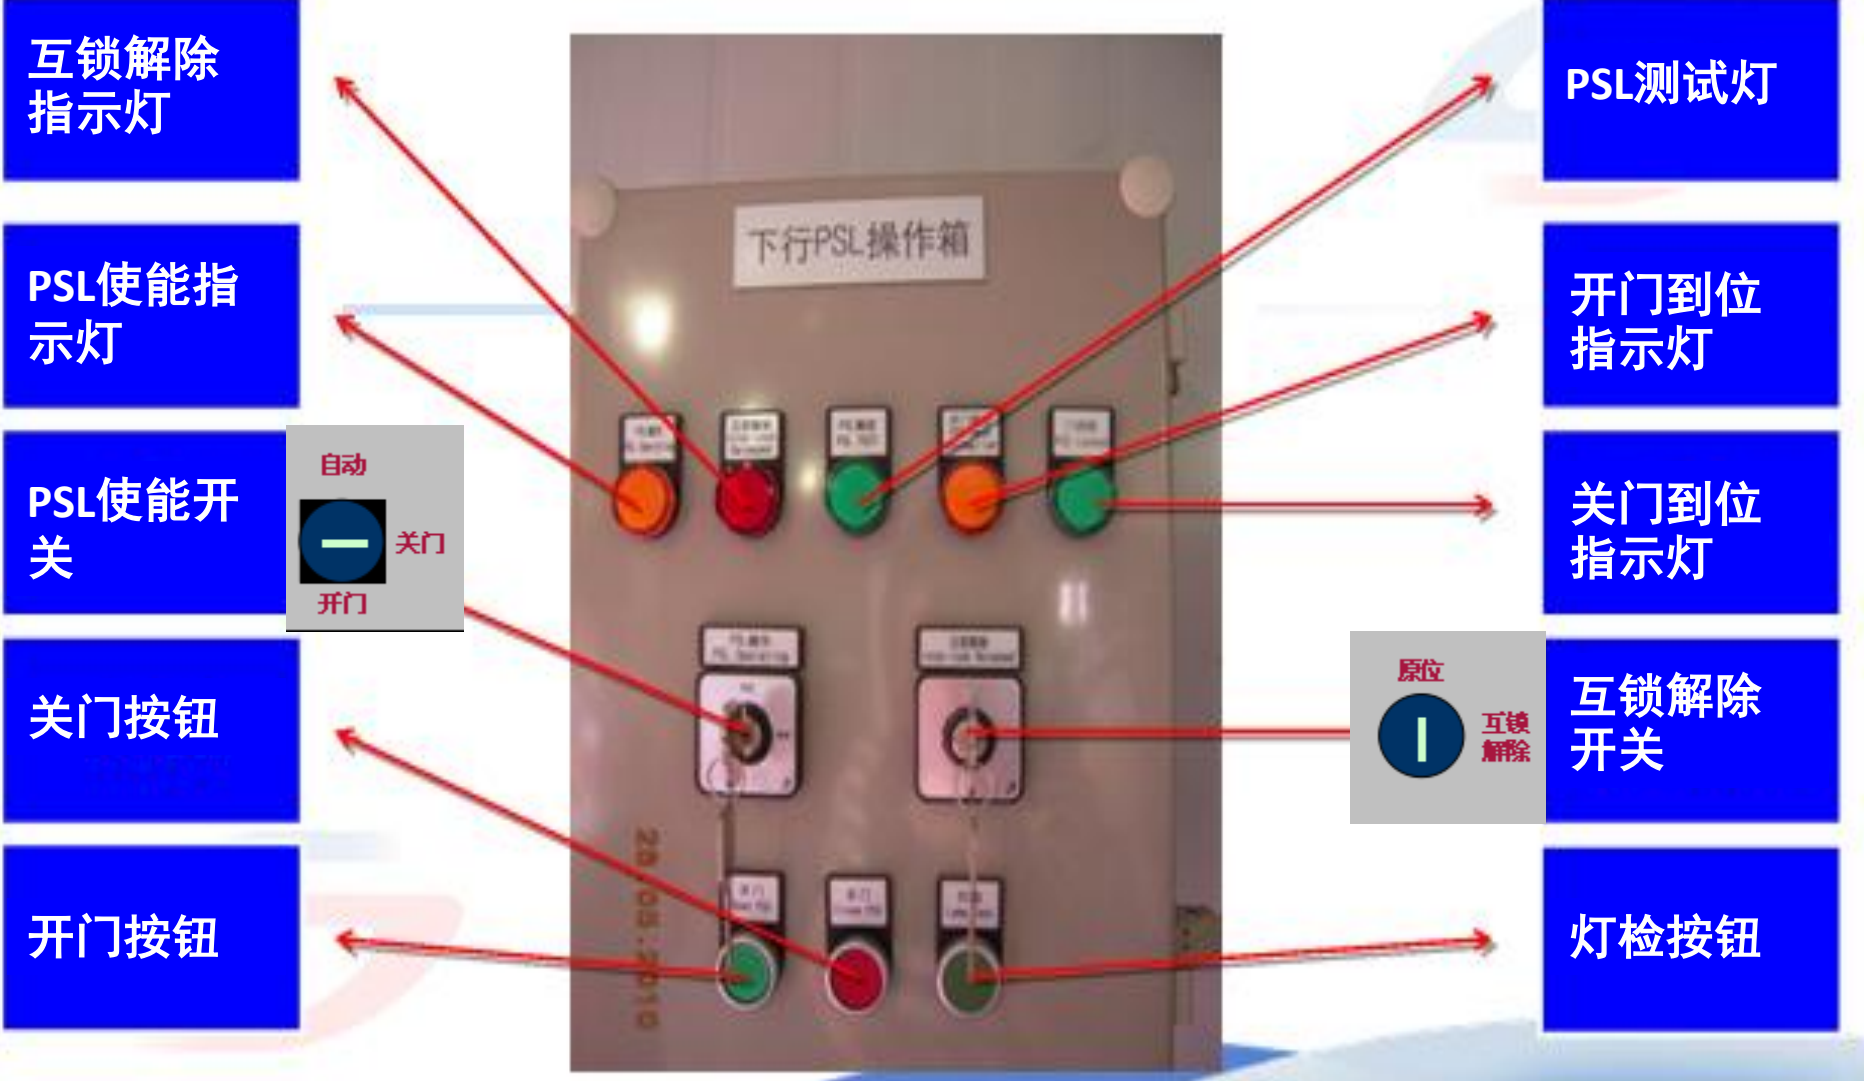 互锁解除
指示灯
PSL使能指
示灯
PSL使能开
关
自动
关门
开门
关门按钮
开门按钮
下行PSL操作箱
PSL测试灯
开门到位
指示灯
关门到位
指示灯
原位
互锁
解除
互锁解除
开关
灯检按钮